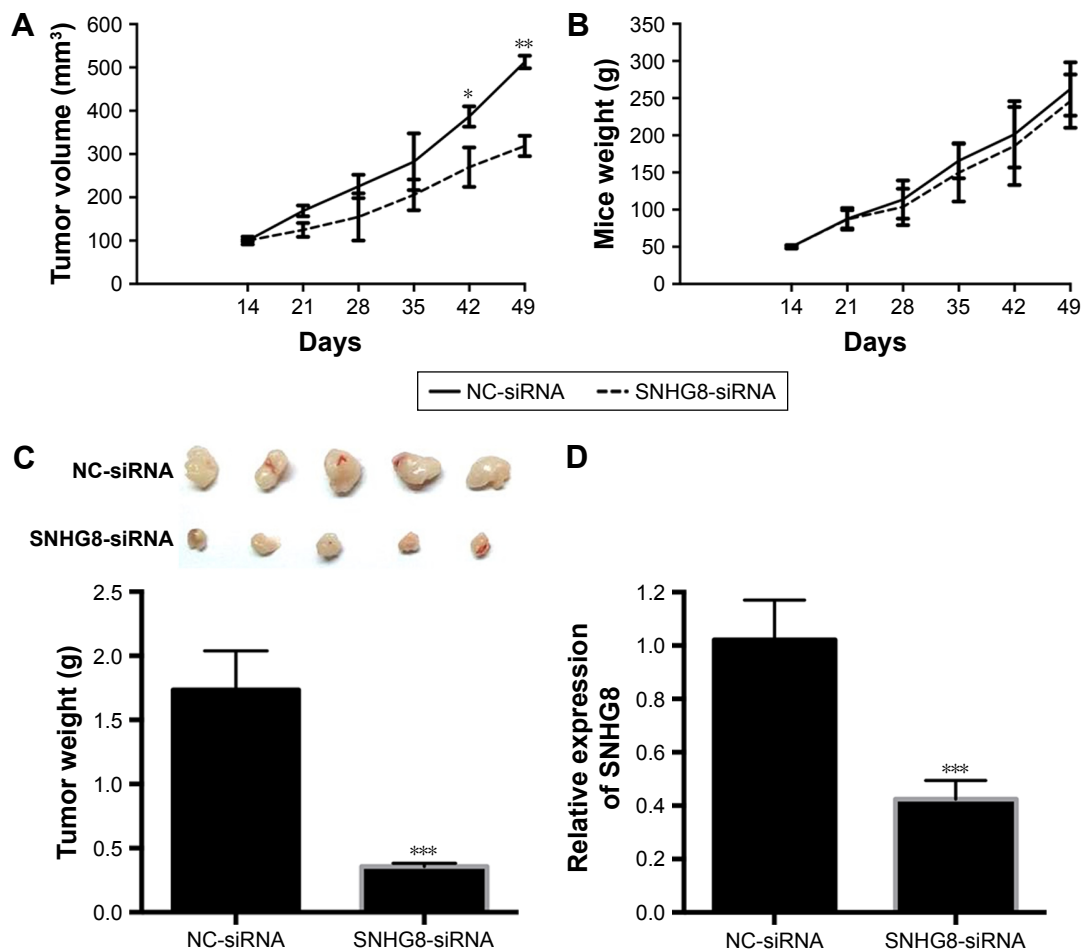 A
Tumor volume (mm³)
600
500
400
300
200
100
0
*
**
14 21 28 35 42 49
Days
B
Mice weight (g)
350
300
250
200
150
100
50
0
14 21 28 35 42 49
Days
NC-siRNA SNHG8-siRNA
C
NC-siRNA
SNHG8-siRNA
Tumor weight (g)
2.5
2.0
1.5
1.0
0.5
0.0
***
NC-siRNA SNHG8-siRNA
D
Relative expression
of SNHG8
1.2
1.0
0.8
0.6
0.4
0.2
0.0
***
NC-siRNA SNHG8-siRNA